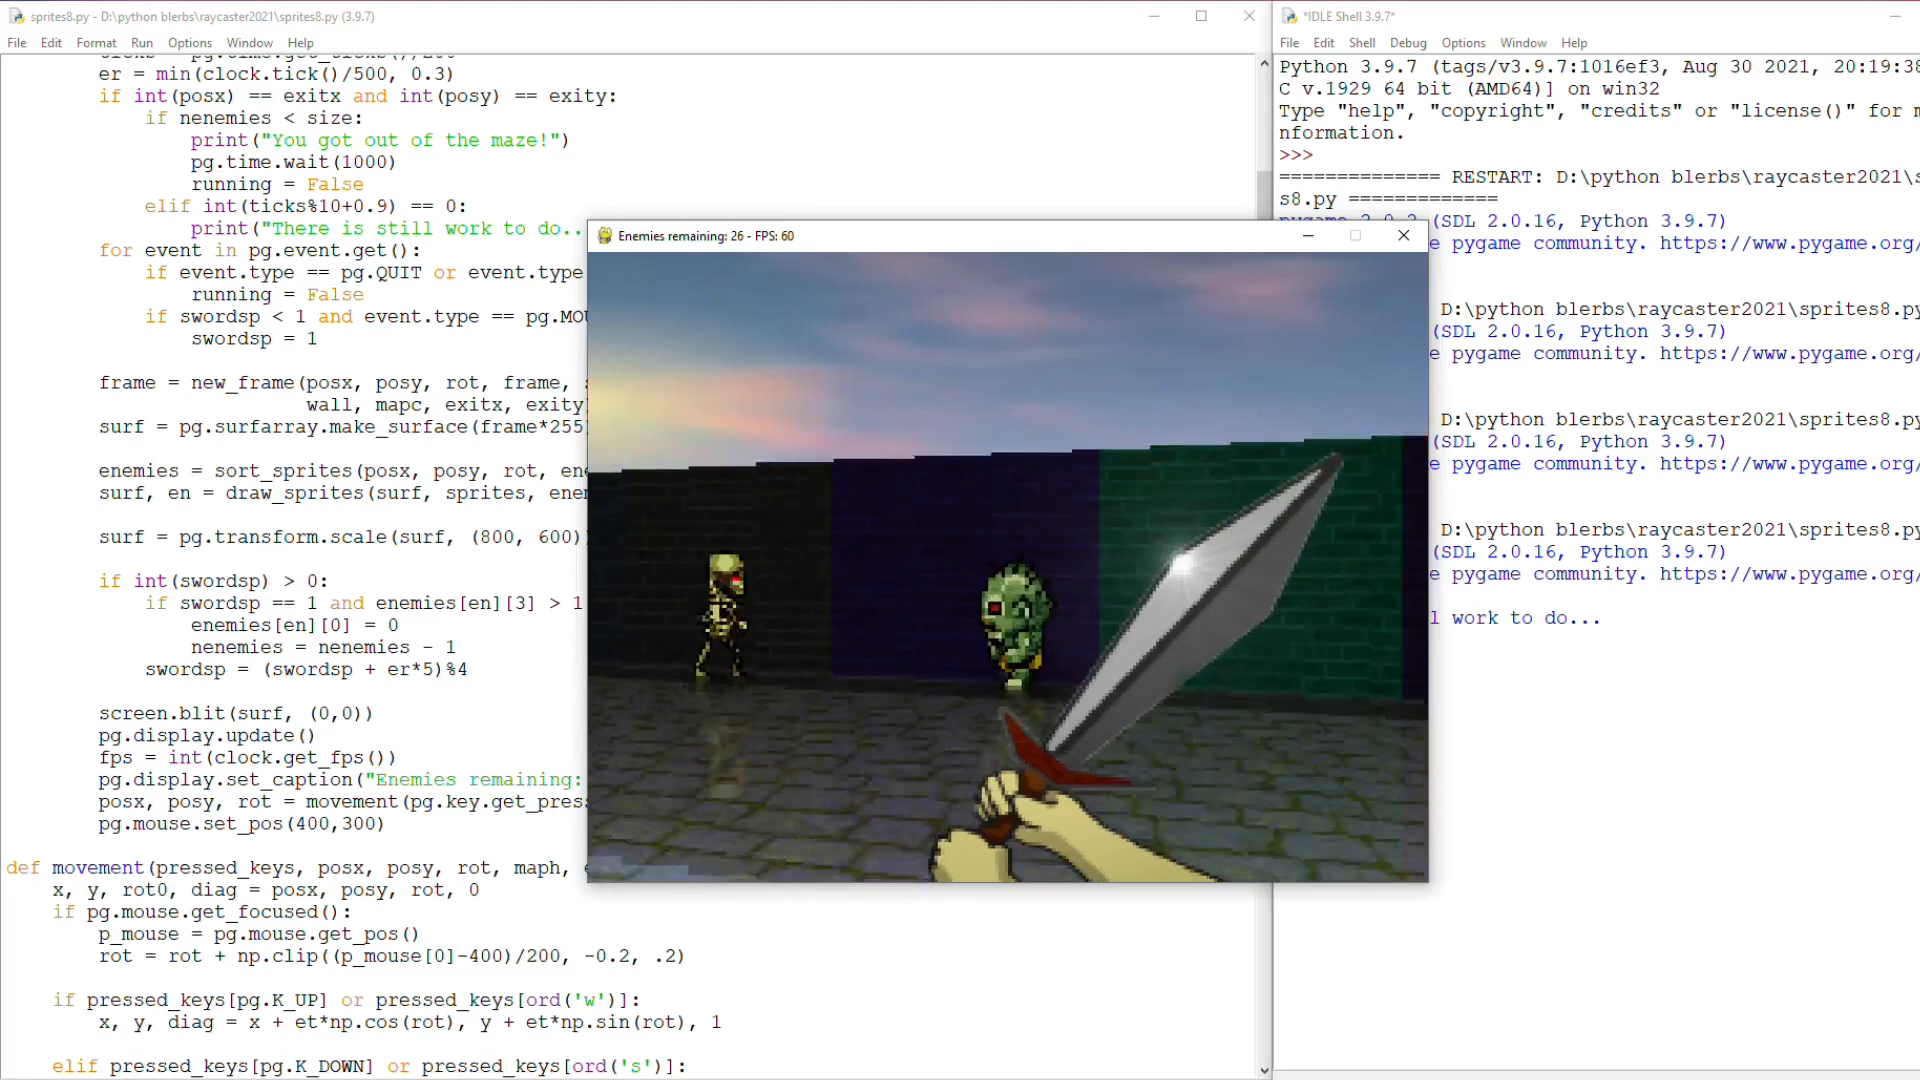 sprites8.py - D:\python blerbs\raycaster2021\sprites8.py (3.9.7)
File Edit Format Run Options Window Help
er = min(clock.tick()/500, 0.3)
if int(posx) == exitx and int(posy) == exity:
if nenemies < size:
print("You got out of the maze!")
pg.time.wait(1000)
running = False
elif int(ticks%10+0.9) == 0:
print("There is still work to do..
for event in pg.event.get():
if event.type == pg.QUIT or event.type
running = False
if swordsp < 1 and event.type == pg.MOU
swordsp = 1
frame = new_frame(posx, posy, rot, frame,
wall, mapc, exitx, exity
surf = pg.surfarray.make_surface(frame*255
enemies = sort_sprites(posx, posy, rot, ene
surf, en = draw_sprites(surf, sprites, enem
surf = pg.transform.scale(surf, (800, 600)
if int(swordsp) > 0:
if swordsp == 1 and enemies[en][3] > 1
enemies[en][0] = 0
nenemies = nenemies - 1
swordsp = (swordsp + er*5)%4
screen.blit(surf, (0,0))
pg.display.update()
fps = int(clock.get_fps())
pg.display.set_caption("Enemies remaining:
posx, posy, rot = movement(pg.key.get_press
pg.mouse.set_pos(400,300)
def movement(pressed_keys, posx, posy, rot, maph, e
x, y, rot0, diag = posx, posy, rot, 0
if pg.mouse.get_focused():
p_mouse = pg.mouse.get_pos()
rot = rot + np.clip((p_mouse[0]-400)/200, -0.2, .2)
if pressed_keys[pg.K_UP] or pressed_keys[ord('w')]:
x, y, diag = x + et*np.cos(rot), y + et*np.sin(rot), 1
elif pressed_keys[pg.K_DOWN] or pressed_keys[ord('s')]:
Enemies remaining: 26 - FPS: 60
*IDLE Shell 3.9.7*
File Edit Shell Debug Options Window Help
Python 3.9.7 (tags/v3.9.7:1016ef3, Aug 30 2021, 20:19:38
C v.1929 64 bit (AMD64)] on win32
Type "help", "copyright", "credits" or "license()" for m
nformation.
>>>
============== RESTART: D:\python blerbs\raycaster2021\s
s8.py =============
(SDL 2.0.16, Python 3.9.7)
e pygame community. https://www.pygame.org/
D:\python blerbs\raycaster2021\sprites8.py
(SDL 2.0.16, Python 3.9.7)
e pygame community. https://www.pygame.org/
D:\python blerbs\raycaster2021\sprites8.py
(SDL 2.0.16, Python 3.9.7)
e pygame community. https://www.pygame.org/
D:\python blerbs\raycaster2021\sprites8.py
(SDL 2.0.16, Python 3.9.7)
e pygame community. https://www.pygame.org/
l work to do...